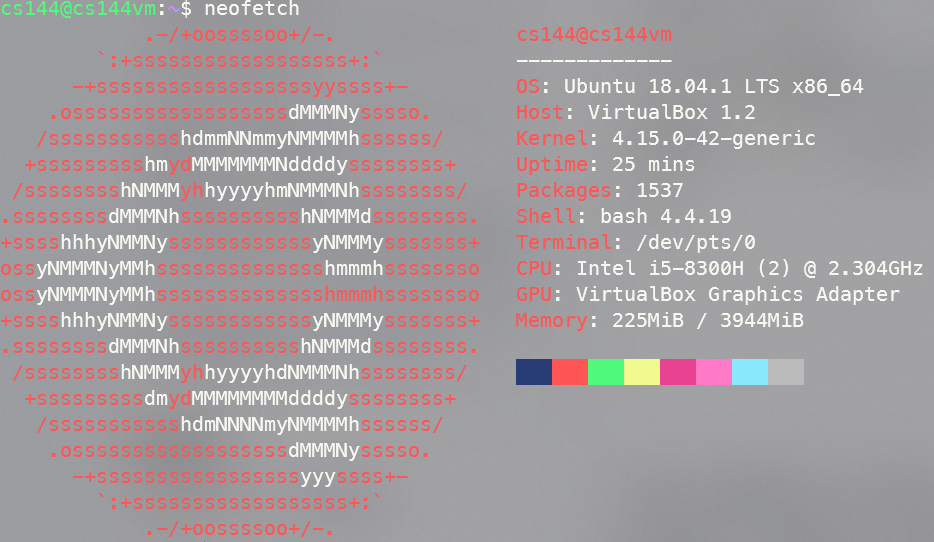 cs144@cs144vm:~$ neofetch
            .-/+oossssoo+/-.               cs144@cs144vm
        `:+ssssssssssssssssss+:`           -------------
      -+ssssssssssssssssssyyssss+-         OS: Ubuntu 18.04.1 LTS x86_64
    .ossssssssssssssssssdMMMNysssso.       Host: VirtualBox 1.2
   /ssssssssssshdmmNNmmyNMMMMhssssss/      Kernel: 4.15.0-42-generic
  +ssssssssshmydMMMMMMMNddddyssssssss+     Uptime: 25 mins
 /sssssssshNMMMyhhyyyyhmNMMMNhssssssss/    Packages: 1537
.ssssssssdMMMNhsssssssssshNMMMdssssssss.   Shell: bash 4.4.19
+sssshhhyNMMNyssssssssssssyNMMMysssssss+   Terminal: /dev/pts/0
ossyNMMMNyMMhsssssssssssssshmmmhssssssso   CPU: Intel i5-8300H (2) @ 2.304GHz
ossyNMMMNyMMhsssssssssssssshmmmhssssssso   GPU: VirtualBox Graphics Adapter
+sssshhhyNMMNyssssssssssssyNMMMysssssss+   Memory: 225MiB / 3944MiB
.ssssssssdMMMNhsssssssssshNMMMdssssssss.
 /sssssssshNMMMyhhyyyyhdNMMMNhssssssss/
  +sssssssssdmydMMMMMMMMddddyssssssss+
   /ssssssssssshdmNNNNmyNMMMMhssssss/
    .ossssssssssssssssssdMMMNysssso.
      -+sssssssssssssssssyyyssss+-
        `:+ssssssssssssssssss+:`
            .-/+oossssoo+/-.